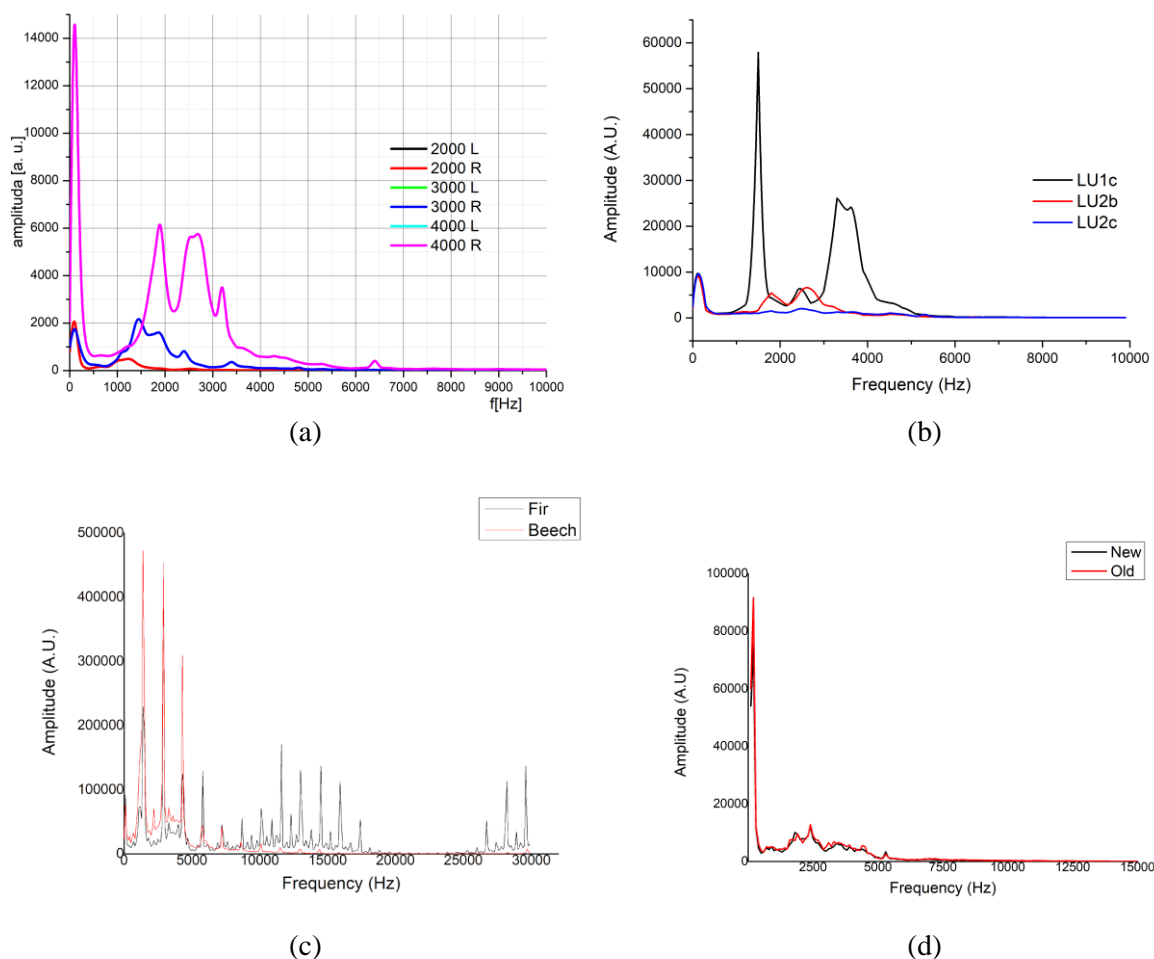 14000
12000
10000
8000
6000
4000
2000
0
amplituda [a. u.]
2000 L
2000 R
3000 L
3000 R
4000 L
4000 R
0 1000 2000 3000 4000 5000 6000 7000 8000 9000 10000
f[Hz]
(a)
60000
50000
40000
30000
20000
10000
0
Amplitude (A.U.)
LU1c
LU2b
LU2c
0 2000 4000 6000 8000 10000
Frequency (Hz)
(b)
Fir
Beech
500000
400000
300000
200000
100000
0
Amplitude (A.U.)
0 5000 10000 15000 20000 25000 30000
Frequency (Hz)
(c)
New
Old
100000
80000
60000
40000
20000
0
Amplitude (A.U)
2500 5000 7500 10000 12500 15000
Frequency (Hz)
(d)